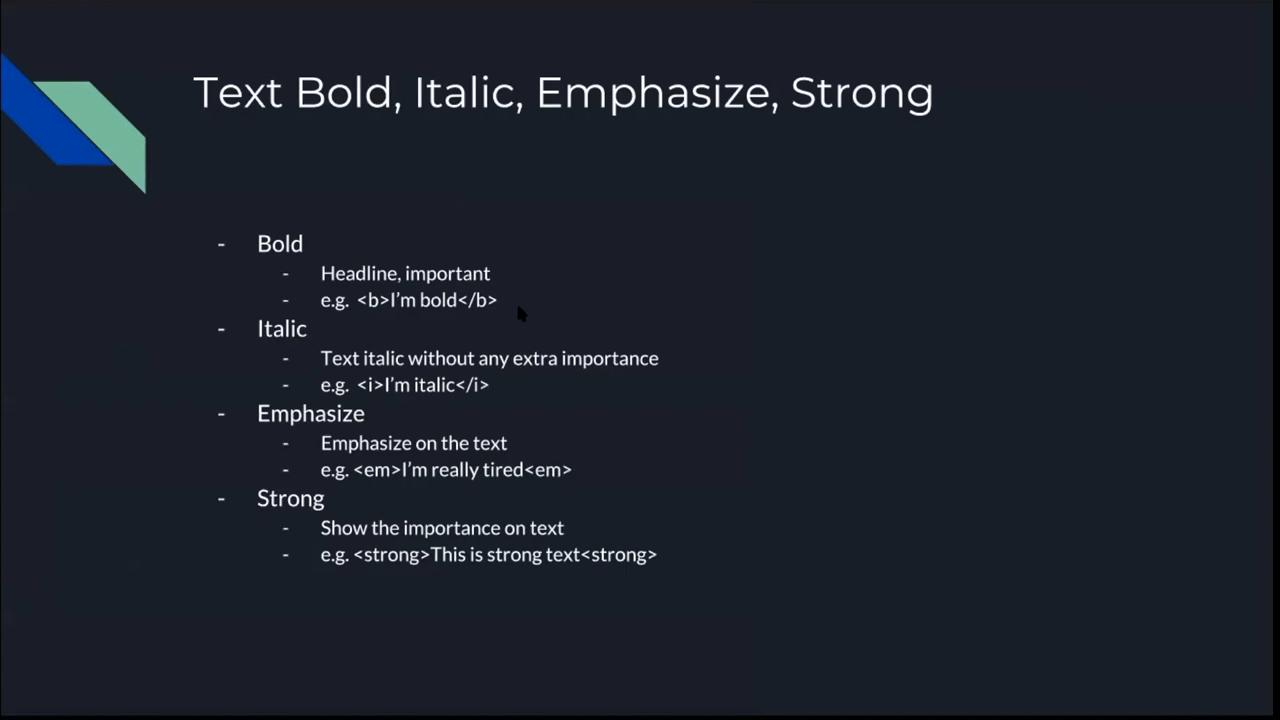 Text Bold, Italic, Emphasize, Strong
- Bold
- Headline, important
- e.g. <b>I’m bold</b>
- Italic
- Text italic without any extra importance
- e.g. <i>I’m italic</i>
- Emphasize
- Emphasize on the text
- e.g. <em>I’m really tired<em>
- Strong
- Show the importance on text
- e.g. <strong>This is strong text<strong>